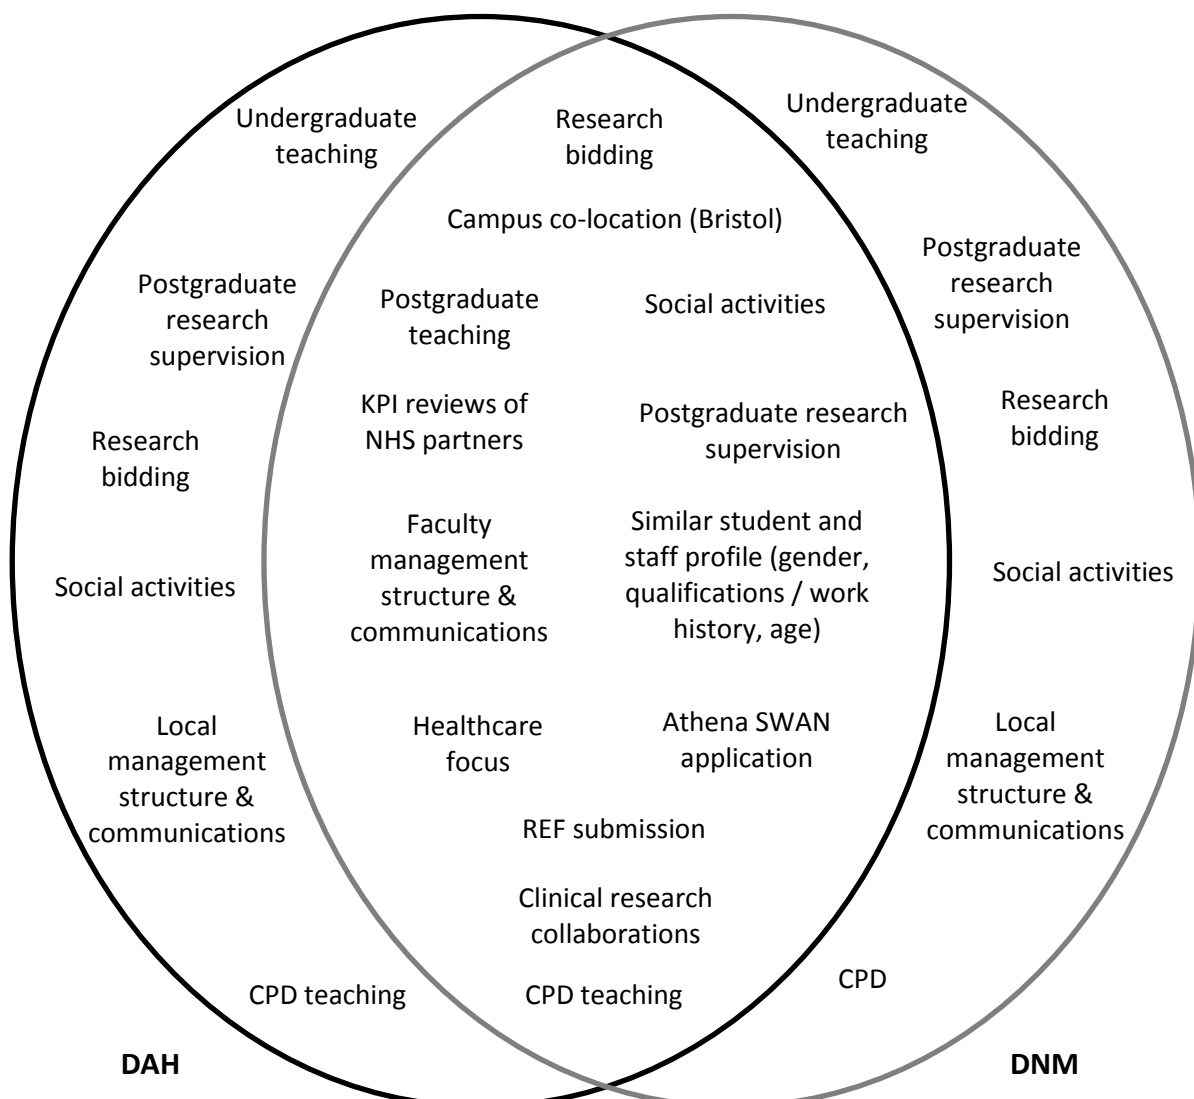 Undergraduate
teaching
Postgraduate
research
supervision
Research
bidding
Social activities
Local
management
structure &
communications
CPD teaching
DAH
Research
bidding
Campus co-location (Bristol)
Postgraduate
teaching
Social activities
KPI reviews of
NHS partners
Postgraduate research
supervision
Faculty
management
structure &
communications
Similar student and
staff profile (gender,
qualifications / work
history, age)
Healthcare
focus
Athena SWAN
application
REF submission
Clinical research
collaborations
CPD teaching
Undergraduate
teaching
Postgraduate
research
supervision
Research
bidding
Social activities
Local
management
structure &
communications
CPD
DNM